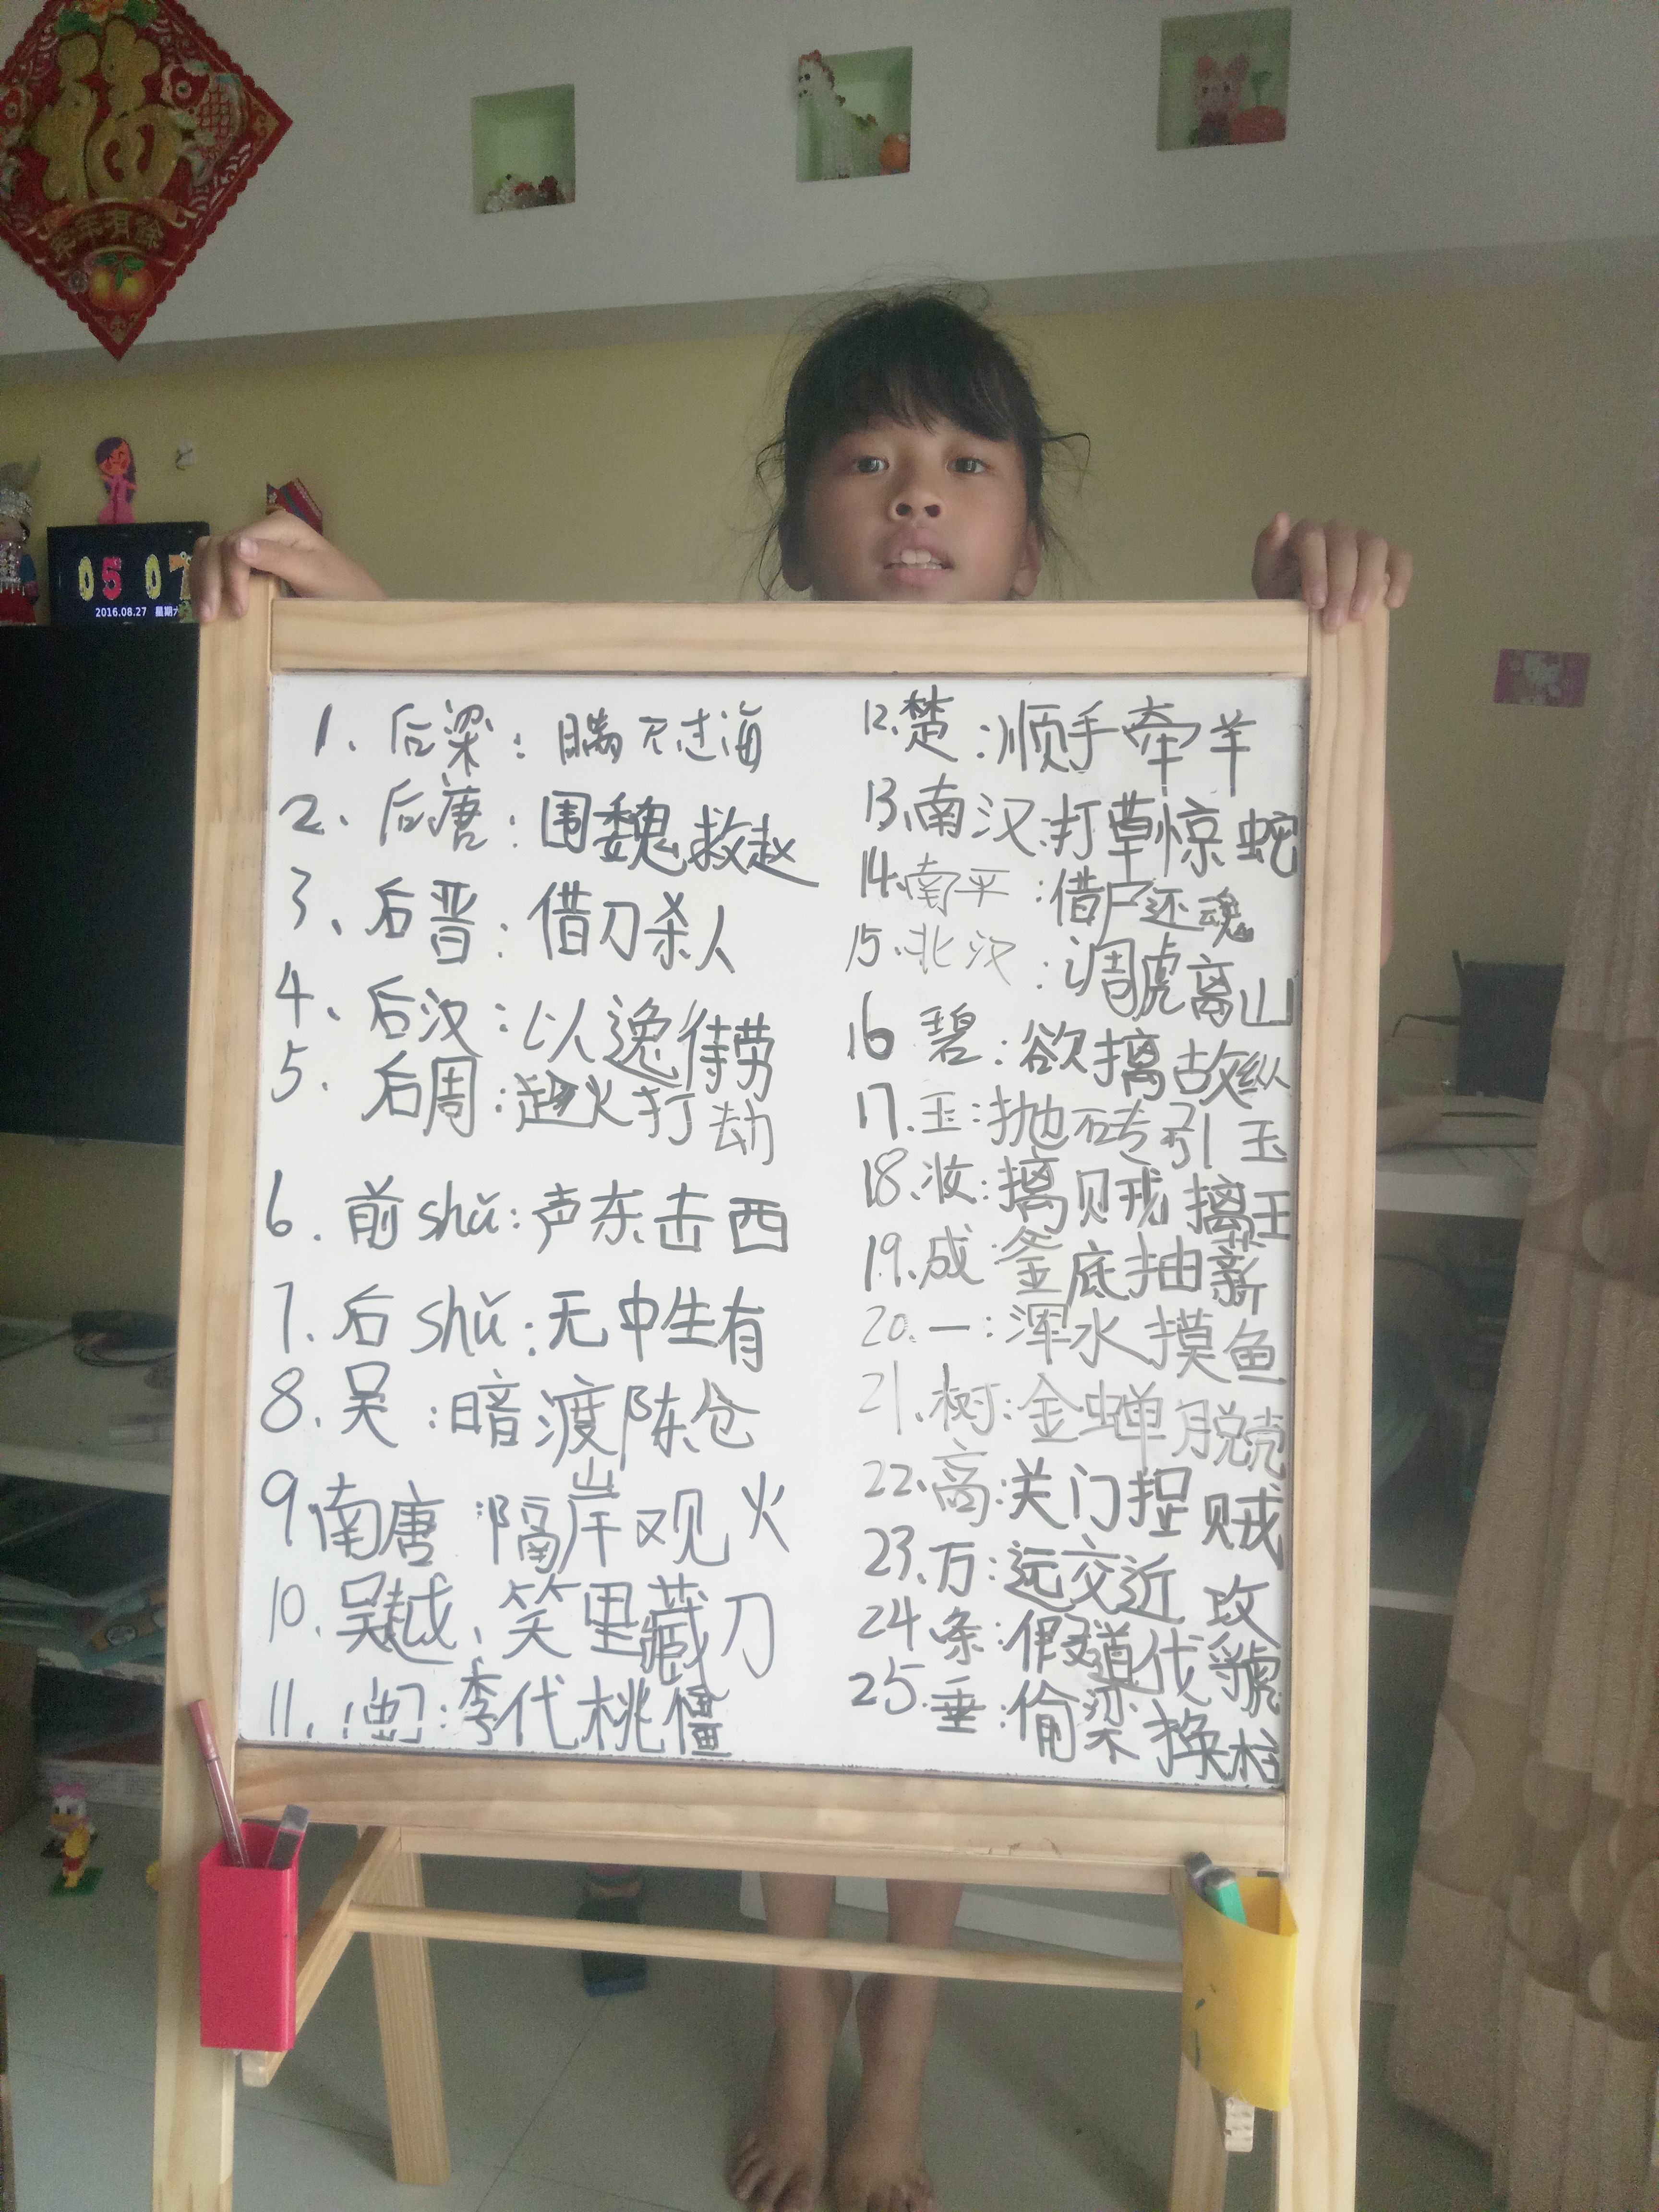 福
年年有餘
05 07
2016.08.27 星期六
1、后梁:瞒天过海
2、后唐:围魏救赵
3、后晋:借刀杀人
4、后汉:以逸待劳
5、后周:趁火打劫
6.前shǔ:声东击西
7.后shǔ:无中生有
8.吴:暗渡陈仓
9南唐:隔岸观火
10.吴越、笑里藏刀
11.:李代桃僵
12.楚:顺手牵羊
13、南汉:打草惊蛇
14.南平:借尸还魂
15.北汉:调虎离山
16碧:欲擒故纵
17.玉:抛砖引玉
18、妆:擒贼擒王
19.成:釜底抽薪
20.一:浑水摸鱼
21.树:金蝉脱壳
22.高:关门捉贼
23.万:远交近攻
24条:假道伐虢
25.垂:偷梁换柱